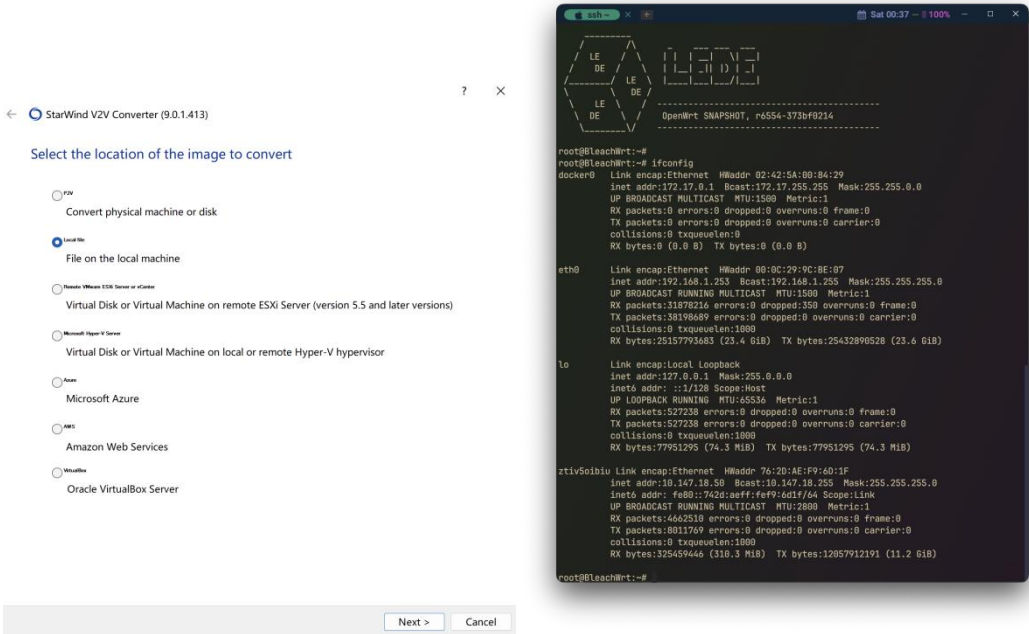 StarWind V2V Converter (9.0.1.413)
Select the location of the image to convert
P2V
Convert physical machine or disk
Local file
File on the local machine
Remote VMware ESXi Server or vCenter
Virtual Disk or Virtual Machine on remote ESXi Server (version 5.5 and later versions)
Microsoft Hyper-V Server
Virtual Disk or Virtual Machine on local or remote Hyper-V hypervisor
Azure
Microsoft Azure
AWS
Amazon Web Services
VirtualBox
Oracle VirtualBox Server
Next >
Cancel
ssh ~
Sat 00:37
100%
LE
DE
LE
DE
LE
DE
LEDE
OpenWrt SNAPSHOT, r6554-373bf0214
root@BleachWrt:~#
root@BleachWrt:~# ifconfig
docker0 Link encap:Ethernet HWaddr 02:42:5A:00:84:29
inet addr:172.17.0.1 Bcast:172.17.255.255 Mask:255.255.0.0
UP BROADCAST MULTICAST MTU:1500 Metric:1
RX packets:0 errors:0 dropped:0 overruns:0 frame:0
TX packets:0 errors:0 dropped:0 overruns:0 carrier:0
collisions:0 txqueuelen:0
RX bytes:0 (0.0 B) TX bytes:0 (0.0 B)
eth0 Link encap:Ethernet HWaddr 00:0C:29:9C:BE:07
inet addr:192.168.1.253 Bcast:192.168.1.255 Mask:255.255.255.0
UP BROADCAST RUNNING MULTICAST MTU:1500 Metric:1
RX packets:31878216 errors:0 dropped:350 overruns:0 frame:0
TX packets:38198689 errors:0 dropped:0 overruns:0 carrier:0
collisions:0 txqueuelen:1000
RX bytes:25157793683 (23.4 GiB) TX bytes:25432890528 (23.6 GiB)
lo Link encap:Local Loopback
inet addr:127.0.0.1 Mask:255.0.0.0
inet6 addr: ::1/128 Scope:Host
UP LOOPBACK RUNNING MTU:65536 Metric:1
RX packets:527238 errors:0 dropped:0 overruns:0 frame:0
TX packets:527238 errors:0 dropped:0 overruns:0 carrier:0
collisions:0 txqueuelen:1000
RX bytes:77951295 (74.3 MiB) TX bytes:77951295 (74.3 MiB)
ztiv5oibiu Link encap:Ethernet HWaddr 76:2D:AE:F9:6D:1F
inet addr:10.147.18.50 Bcast:10.147.18.255 Mask:255.255.255.0
inet6 addr: fe80::742d:aeff:fef9:6d1f/64 Scope:Link
UP BROADCAST RUNNING MULTICAST MTU:2800 Metric:1
RX packets:4662510 errors:0 dropped:0 overruns:0 frame:0
TX packets:8011769 errors:0 dropped:0 overruns:0 carrier:0
collisions:0 txqueuelen:1000
RX bytes:325459446 (310.3 MiB) TX bytes:12057912191 (11.2 GiB)
root@BleachWrt:~#